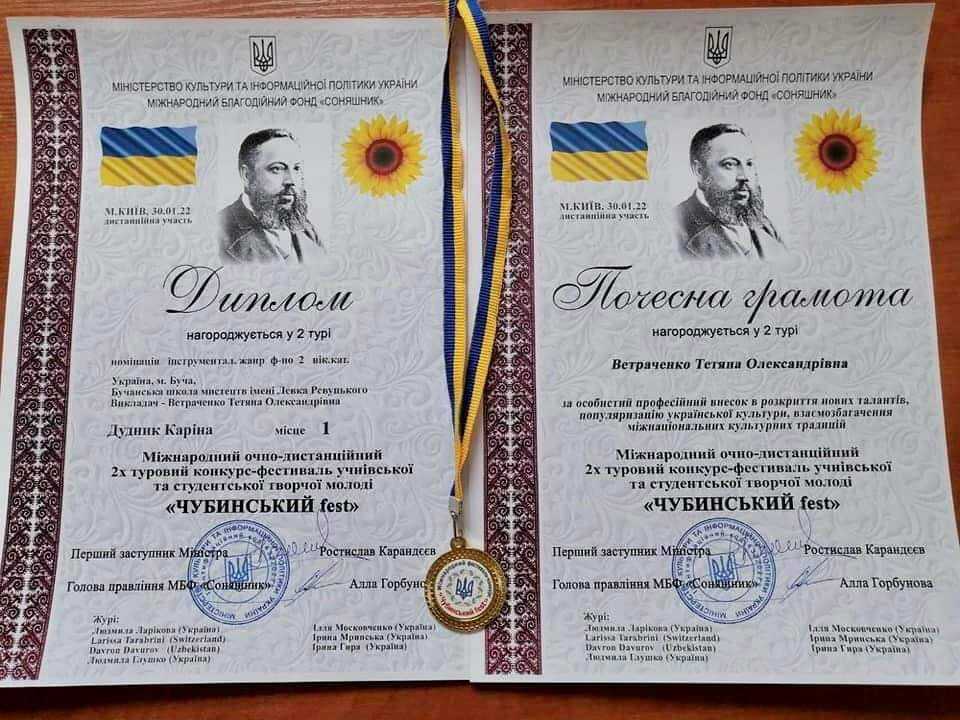 МІНІСТЕРСТВО КУЛЬТУРИ ТА ІНФОРМАЦІЙНОЇ ПОЛІТИКИ УКРАЇНИ
МІЖНАРОДНИЙ БЛАГОДІЙНИЙ ФОНД «СОНЯШНИК»
М.КИЇВ, 30.01.22
дистанційна участь
Диплом
нагороджується у 2 турі
номінація інструментал. жанр ф-но 2 вік.кат.
Україна, м. Буча,
Бучанська школа мистецтв імені Левка Ревуцького
Викладач - Ветраченко Тетяна Олександрівна
Дудник Каріна місце 1
Міжнародний очно-дистанційний
2х туровий конкурс-фестиваль учнівської
та студентської творчої молоді
«ЧУБИНСЬКИЙ fest»
Перший заступник Міністра Ростислав Карандєєв
Голова правління МБФ «Соняшник» Алла Горбуно
Журі:
Людмила Ларікова (Україна)
Larissa Tarabrini (Switzerland)
Davron Davurov (Uzbekistan)
Людмила Глушко (Україна)
Ілля Московченко (Україна)
Ірина Мринська (Україна)
Ірина Гира (Україна)
«Чубинський fest»
МІНІСТЕРСТВО КУЛЬТУРИ ТА ІНФОРМАЦІЙНОЇ ПОЛІТИКИ УКРАЇНИ
МІЖНАРОДНИЙ БЛАГОДІЙНИЙ ФОНД «СОНЯШНИК»
М.КИЇВ, 30.01.22
дистанційна участь
Почесна грамота
нагороджується у 2 турі
Ветраченко Тетяна Олександрівна
за особистий професійний внесок в розкриття нових талантів,
популяризацію української культури, взаємозбагачення
міжнаціональних культурних традицій
Міжнародний очно-дистанційний
2х туровий конкурс-фестиваль учнівської
та студентської творчої молоді
«ЧУБИНСЬКИЙ fest»
Перший заступник Міністра Ростислав Карандєєв
Голова правління МБФ «Соняшник» Алла Горбунова
Журі:
Людмила Ларікова (Україна)
Larissa Tarabrini (Switzerland)
Davron Davurov (Uzbekistan)
Людмила Глушко (Україна)
Ілля Московченко (Україна)
Ірина Мринська (Україна)
Ірина Гира (Україна)